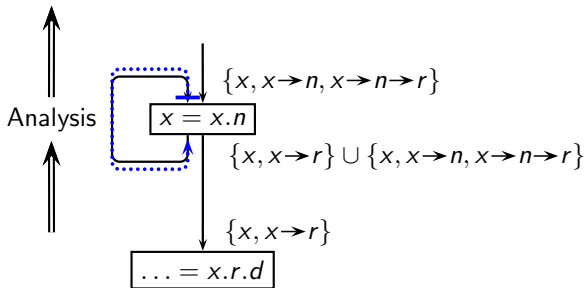 {x, x→n, x→n→r}
Analysis
x = x.n
{x, x→r} ∪ {x, x→n, x→n→r}
{x, x→r}
... = x.r.d